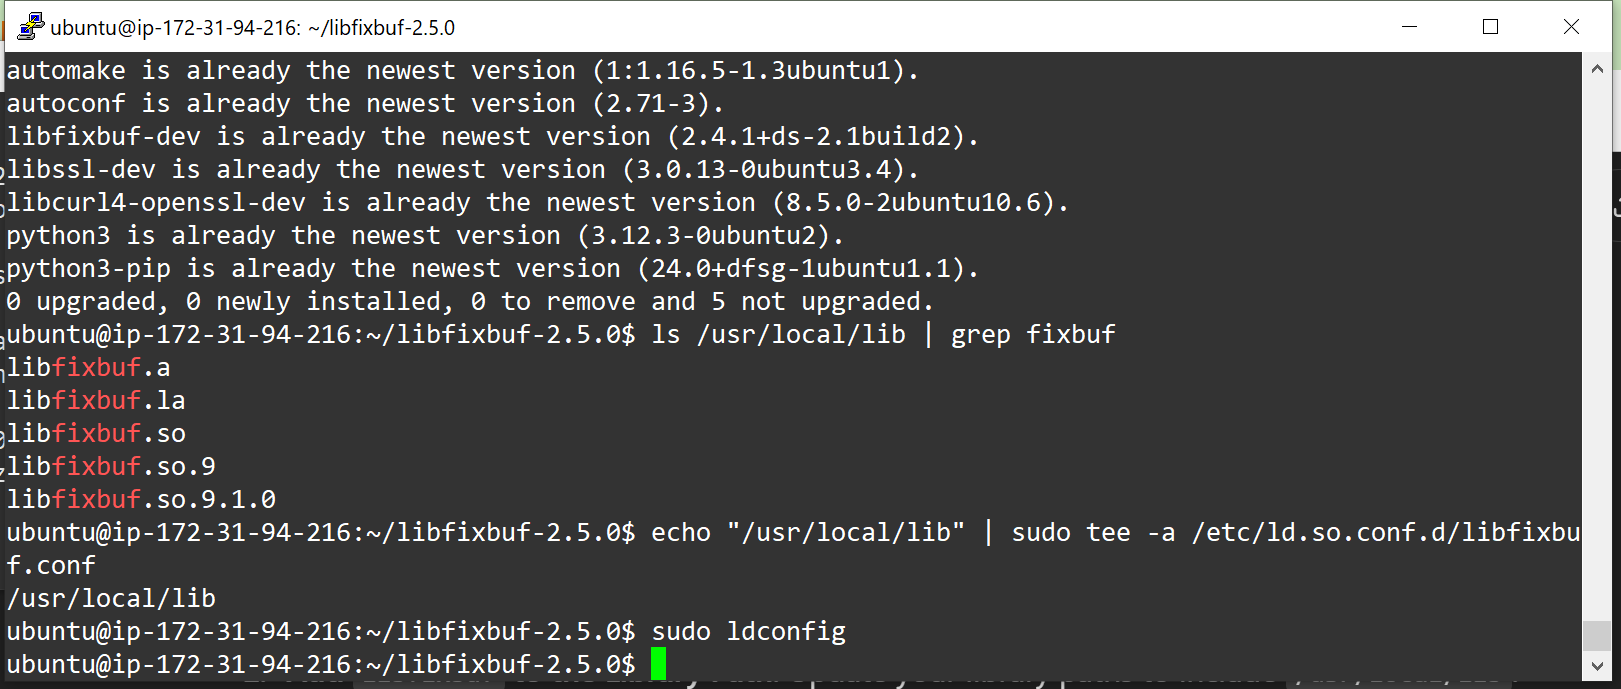 ubuntu@ip-172-31-94-216: ~/libfixbuf-2.5.0
automake is already the newest version (1:1.16.5-1.3ubuntu1).
autoconf is already the newest version (2.71-3).
libfixbuf-dev is already the newest version (2.4.1+ds-2.1build2).
libssl-dev is already the newest version (3.0.13-0ubuntu3.4).
libcurl4-openssl-dev is already the newest version (8.5.0-2ubuntu10.6).
python3 is already the newest version (3.12.3-0ubuntu2).
python3-pip is already the newest version (24.0+dfsg-1ubuntu1.1).
0 upgraded, 0 newly installed, 0 to remove and 5 not upgraded.
ubuntu@ip-172-31-94-216:~/libfixbuf-2.5.0$ ls /usr/local/lib | grep fixbuf
libfixbuf.a
libfixbuf.la
libfixbuf.so
libfixbuf.so.9
libfixbuf.so.9.1.0
ubuntu@ip-172-31-94-216:~/libfixbuf-2.5.0$ echo "/usr/local/lib" | sudo tee -a /etc/ld.so.conf.d/libfixbu
f.conf
/usr/local/lib
ubuntu@ip-172-31-94-216:~/libfixbuf-2.5.0$ sudo ldconfig
ubuntu@ip-172-31-94-216:~/libfixbuf-2.5.0$